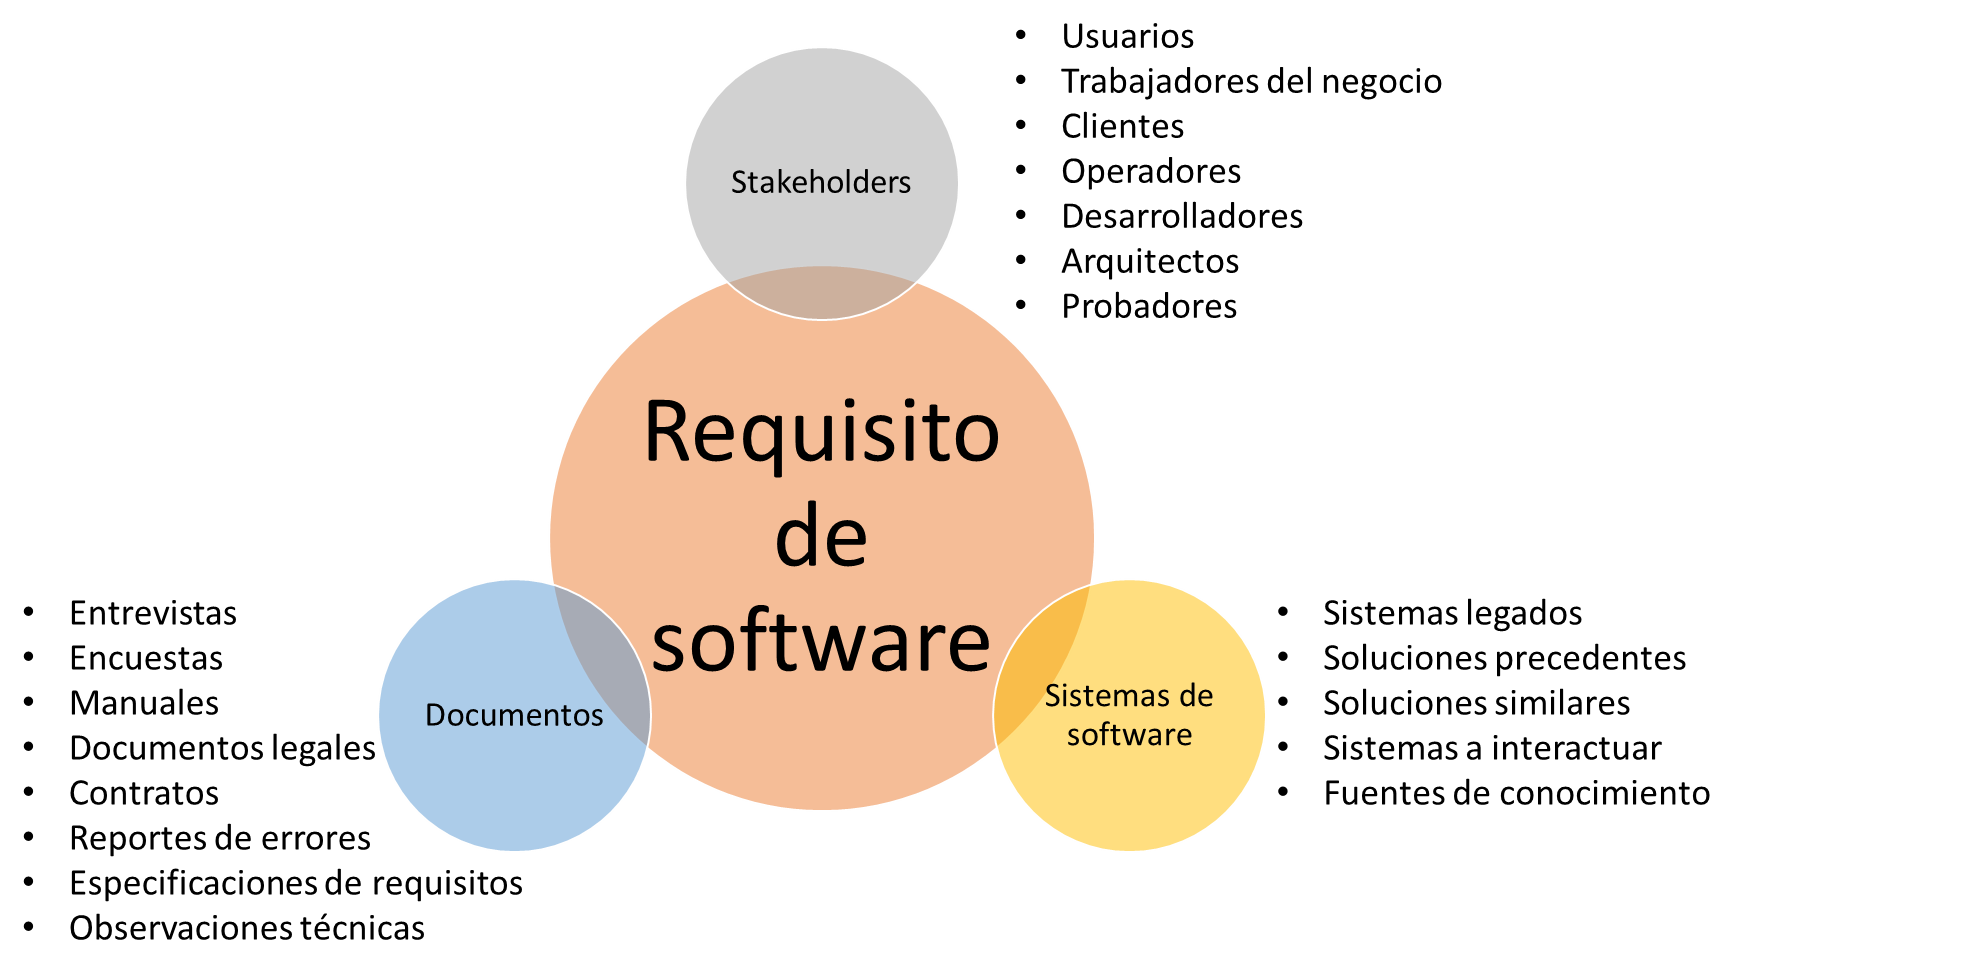 Stakeholders
• Usuarios
• Trabajadores del negocio
• Clientes
• Operadores
• Desarrolladores
• Arquitectos
• Probadores
Requisito
de
software
Documentos
• Entrevistas
• Encuestas
• Manuales
• Documentos legales
• Contratos
• Reportes de errores
• Especificaciones de requisitos
• Observaciones técnicas
Sistemas de
software
• Sistemas legados
• Soluciones precedentes
• Soluciones similares
• Sistemas a interactuar
• Fuentes de conocimiento